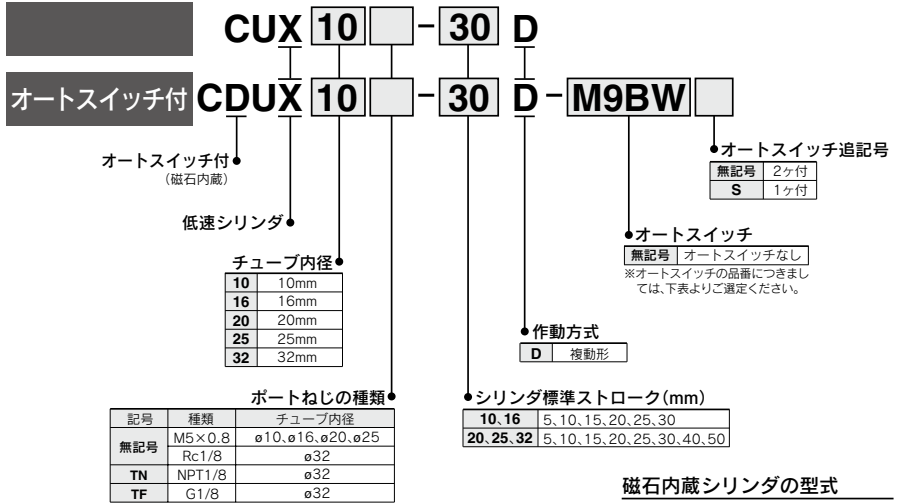 CUX 10 - 30 D
オートスイッチ付 CDUX 10 - 30 D - M9BW
オートスイッチ付
(磁石内蔵)
低速シリンダ
チューブ内径
10 10mm
16 16mm
20 20mm
25 25mm
32 32mm
ポートねじの種類
記号 種類 チューブ内径
無記号 M5×0.8 ø10、ø16、ø20、ø25
Rc1/8 ø32
TN NPT1/8 ø32
TF G1/8 ø32
オートスイッチ追記号
無記号 2ヶ付
S 1ヶ付
オートスイッチ
無記号 オートスイッチなし
※オートスイッチの品番につきまし
ては、下表よりご選定ください。
作動方式
D 複動形
シリンダ標準ストローク(mm)
10、16 5、10、15、20、25、30
20、25、32 5、10、15、20、25、30、40、50
磁石内蔵シリンダの型式